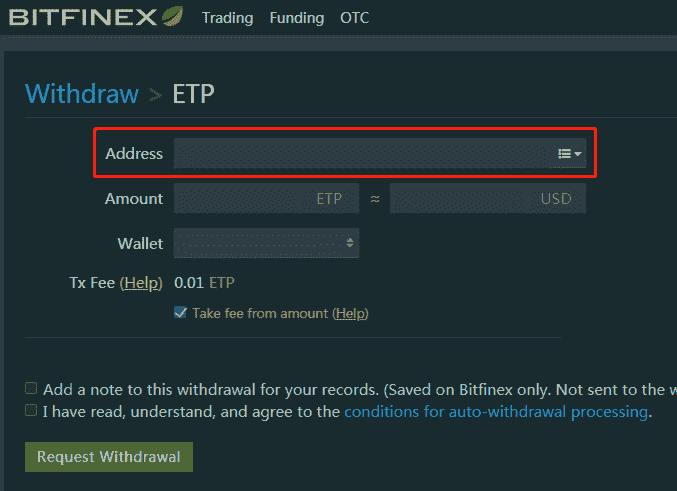 BITFINEX Trading Funding OTC
Withdraw > ETP
Address
Amount ETP ≈ USD
Wallet
Tx Fee (Help) 0.01 ETP
Take fee from amount (Help)
Add a note to this withdrawal for your records. (Saved on Bitfinex only. Not sent to the
I have read, understand, and agree to the conditions for auto-withdrawal processing.
Request Withdrawal